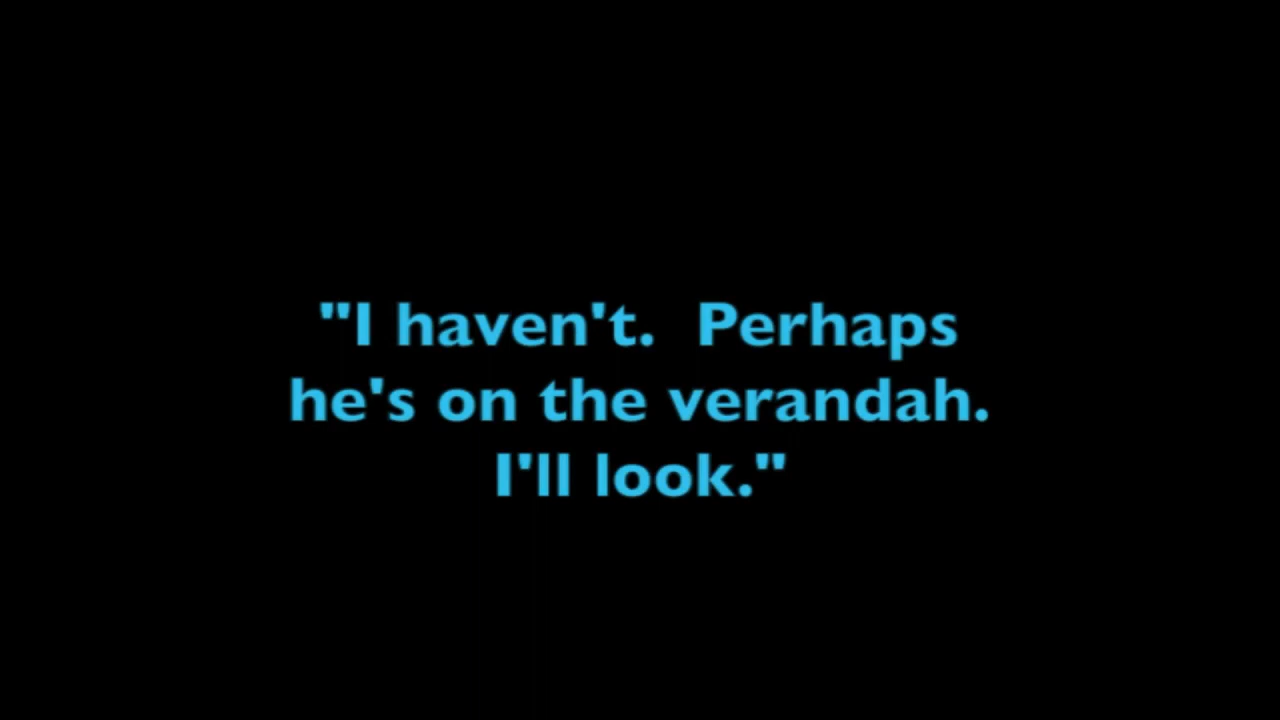 "I haven't.  Perhaps
he's on the verandah.
I'll look."